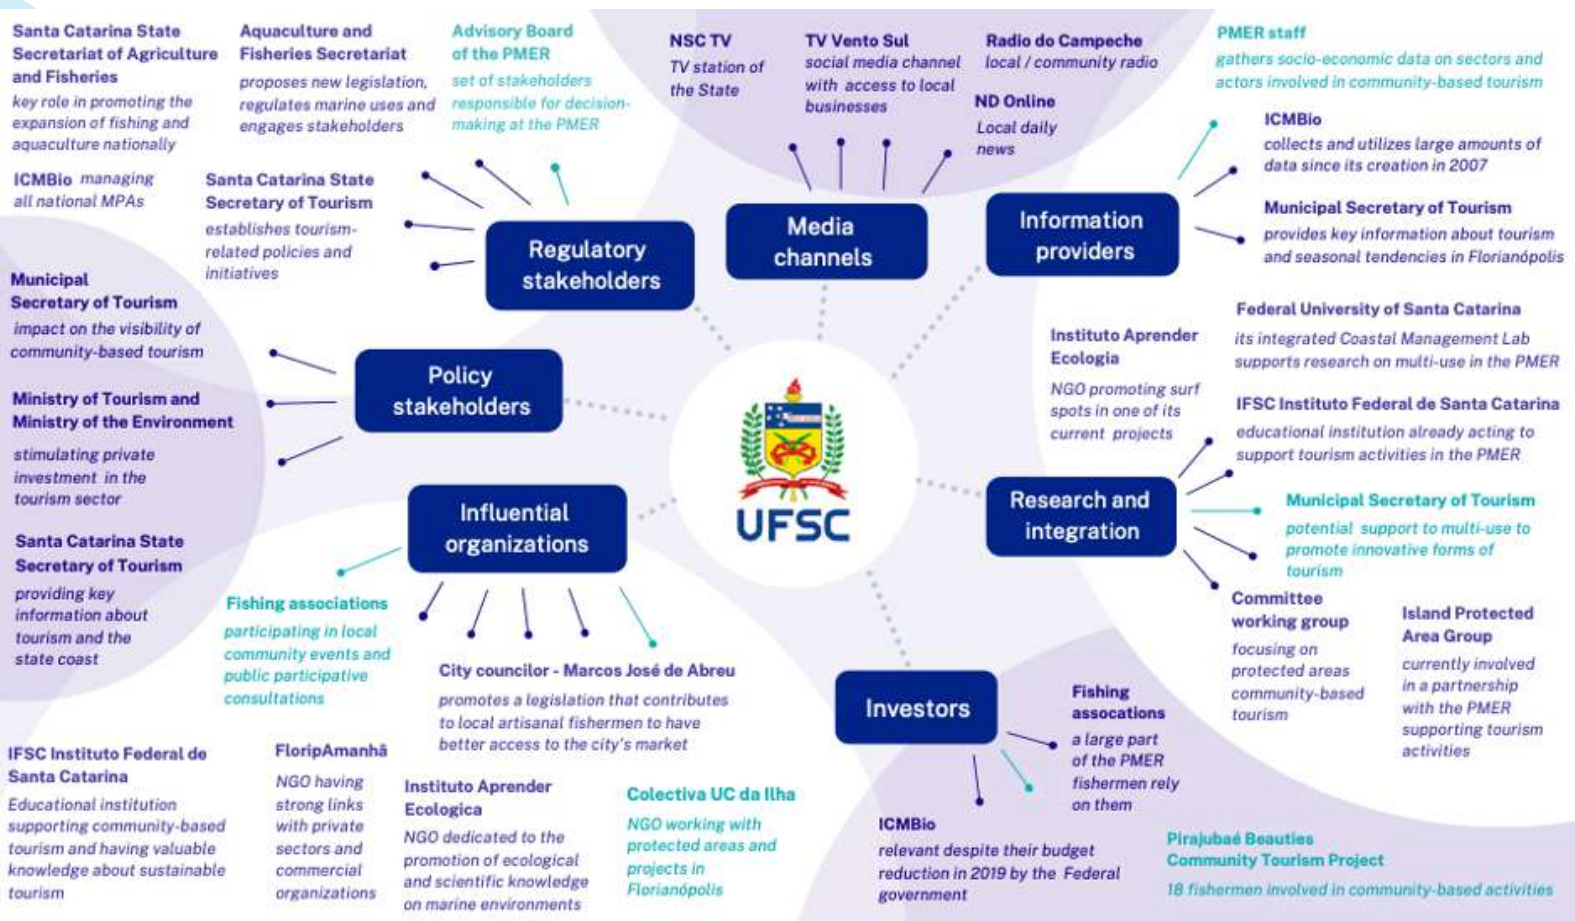 Santa Catarina State
Secretariat of Agriculture
and Fisheries
key role in promoting the
expansion of fishing and
aquaculture nationally
Aquaculture and
Fisheries Secretariat
proposes new legislation,
regulates marine uses and
engages stakeholders
Advisory Board
of the PMER
set of stakeholders
responsible for decision-
making at the PMER
ICMBio managing
all national MPAs
Santa Catarina State
Secretary of Tourism
establishes tourism-
related policies and
initiatives
Regulatory
stakeholders
NSC TV
TV station of
the State
TV Vento Sul
social media channel
with access to local
businesses
Radio do Campeche
local / community radio
ND Online
Local daily
news
Media
channels
PMER staff
gathers socio-economic data on sectors and
actors involved in community-based tourism
ICMBio
collects and utilizes large amounts of
data since its creation in 2007
Municipal Secretary of Tourism
provides key information about tourism
and seasonal tendencies in Florianópolis
Information
providers
Municipal
Secretary of Tourism
impact on the visibility of
community-based tourism
Ministry of Tourism and
Ministry of the Environment
stimulating private
investment in the
tourism sector
Santa Catarina State
Secretary of Tourism
providing key
information about
tourism and the
state coast
Policy
stakeholders
UFSC
Instituto Aprender
Ecologia
NGO promoting surf
spots in one of its
current projects
Federal University of Santa Catarina
its integrated Coastal Management Lab
supports research on multi-use in the PMER
IFSC Instituto Federal de Santa Catarina
educational institution already acting to
support tourism activities in the PMER
Municipal Secretary of Tourism
potential support to multi-use to
promote innovative forms of
tourism
Research and
integration
Committee
working group
focusing on
protected areas
community-based
tourism
Island Protected
Area Group
currently involved
in a partnership
with the PMER
supporting tourism
activities
Influential
organizations
Fishing associations
participating in local
community events and
public participative
consultations
City councilor - Marcos José de Abreu
promotes a legislation that contributes
to local artisanal fishermen to have
better access to the city's market
IFSC Instituto Federal de
Santa Catarina
Educational institution
supporting community-based
tourism and having valuable
knowledge about sustainable
tourism
FloripAmanhã
NGO having
strong links
with private
sectors and
commercial
organizations
Instituto Aprender
Ecologica
NGO dedicated to the
promotion of ecological
and scientific knowledge
on marine environments
Colectiva UC da Ilha
NGO working with
protected areas and
projects in
Florianópolis
Investors
Fishing
assocations
a large part
of the PMER
fishermen rely
on them
ICMBio
relevant despite their budget
reduction in 2019 by the Federal
government
Pirajubaé Beauties
Community Tourism Project
18 fishermen involved in community-based activities